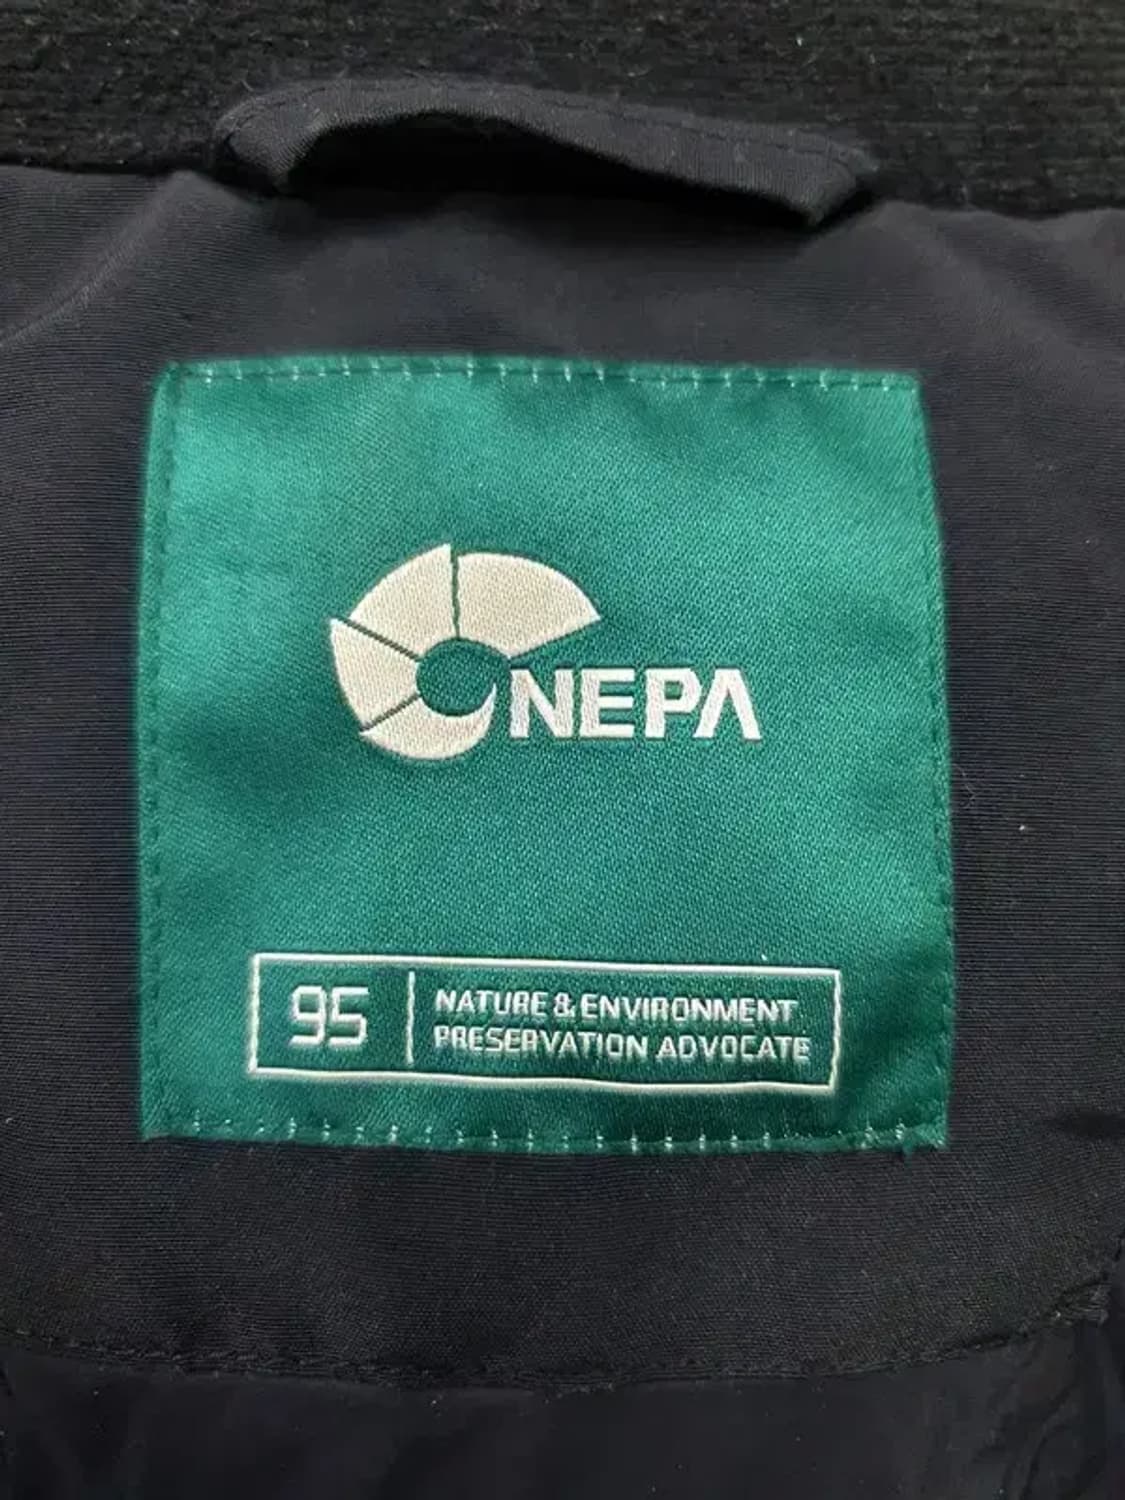 NEPA
95
NATURE & ENVIRONMENT
PRESERVATION ADVOCATE